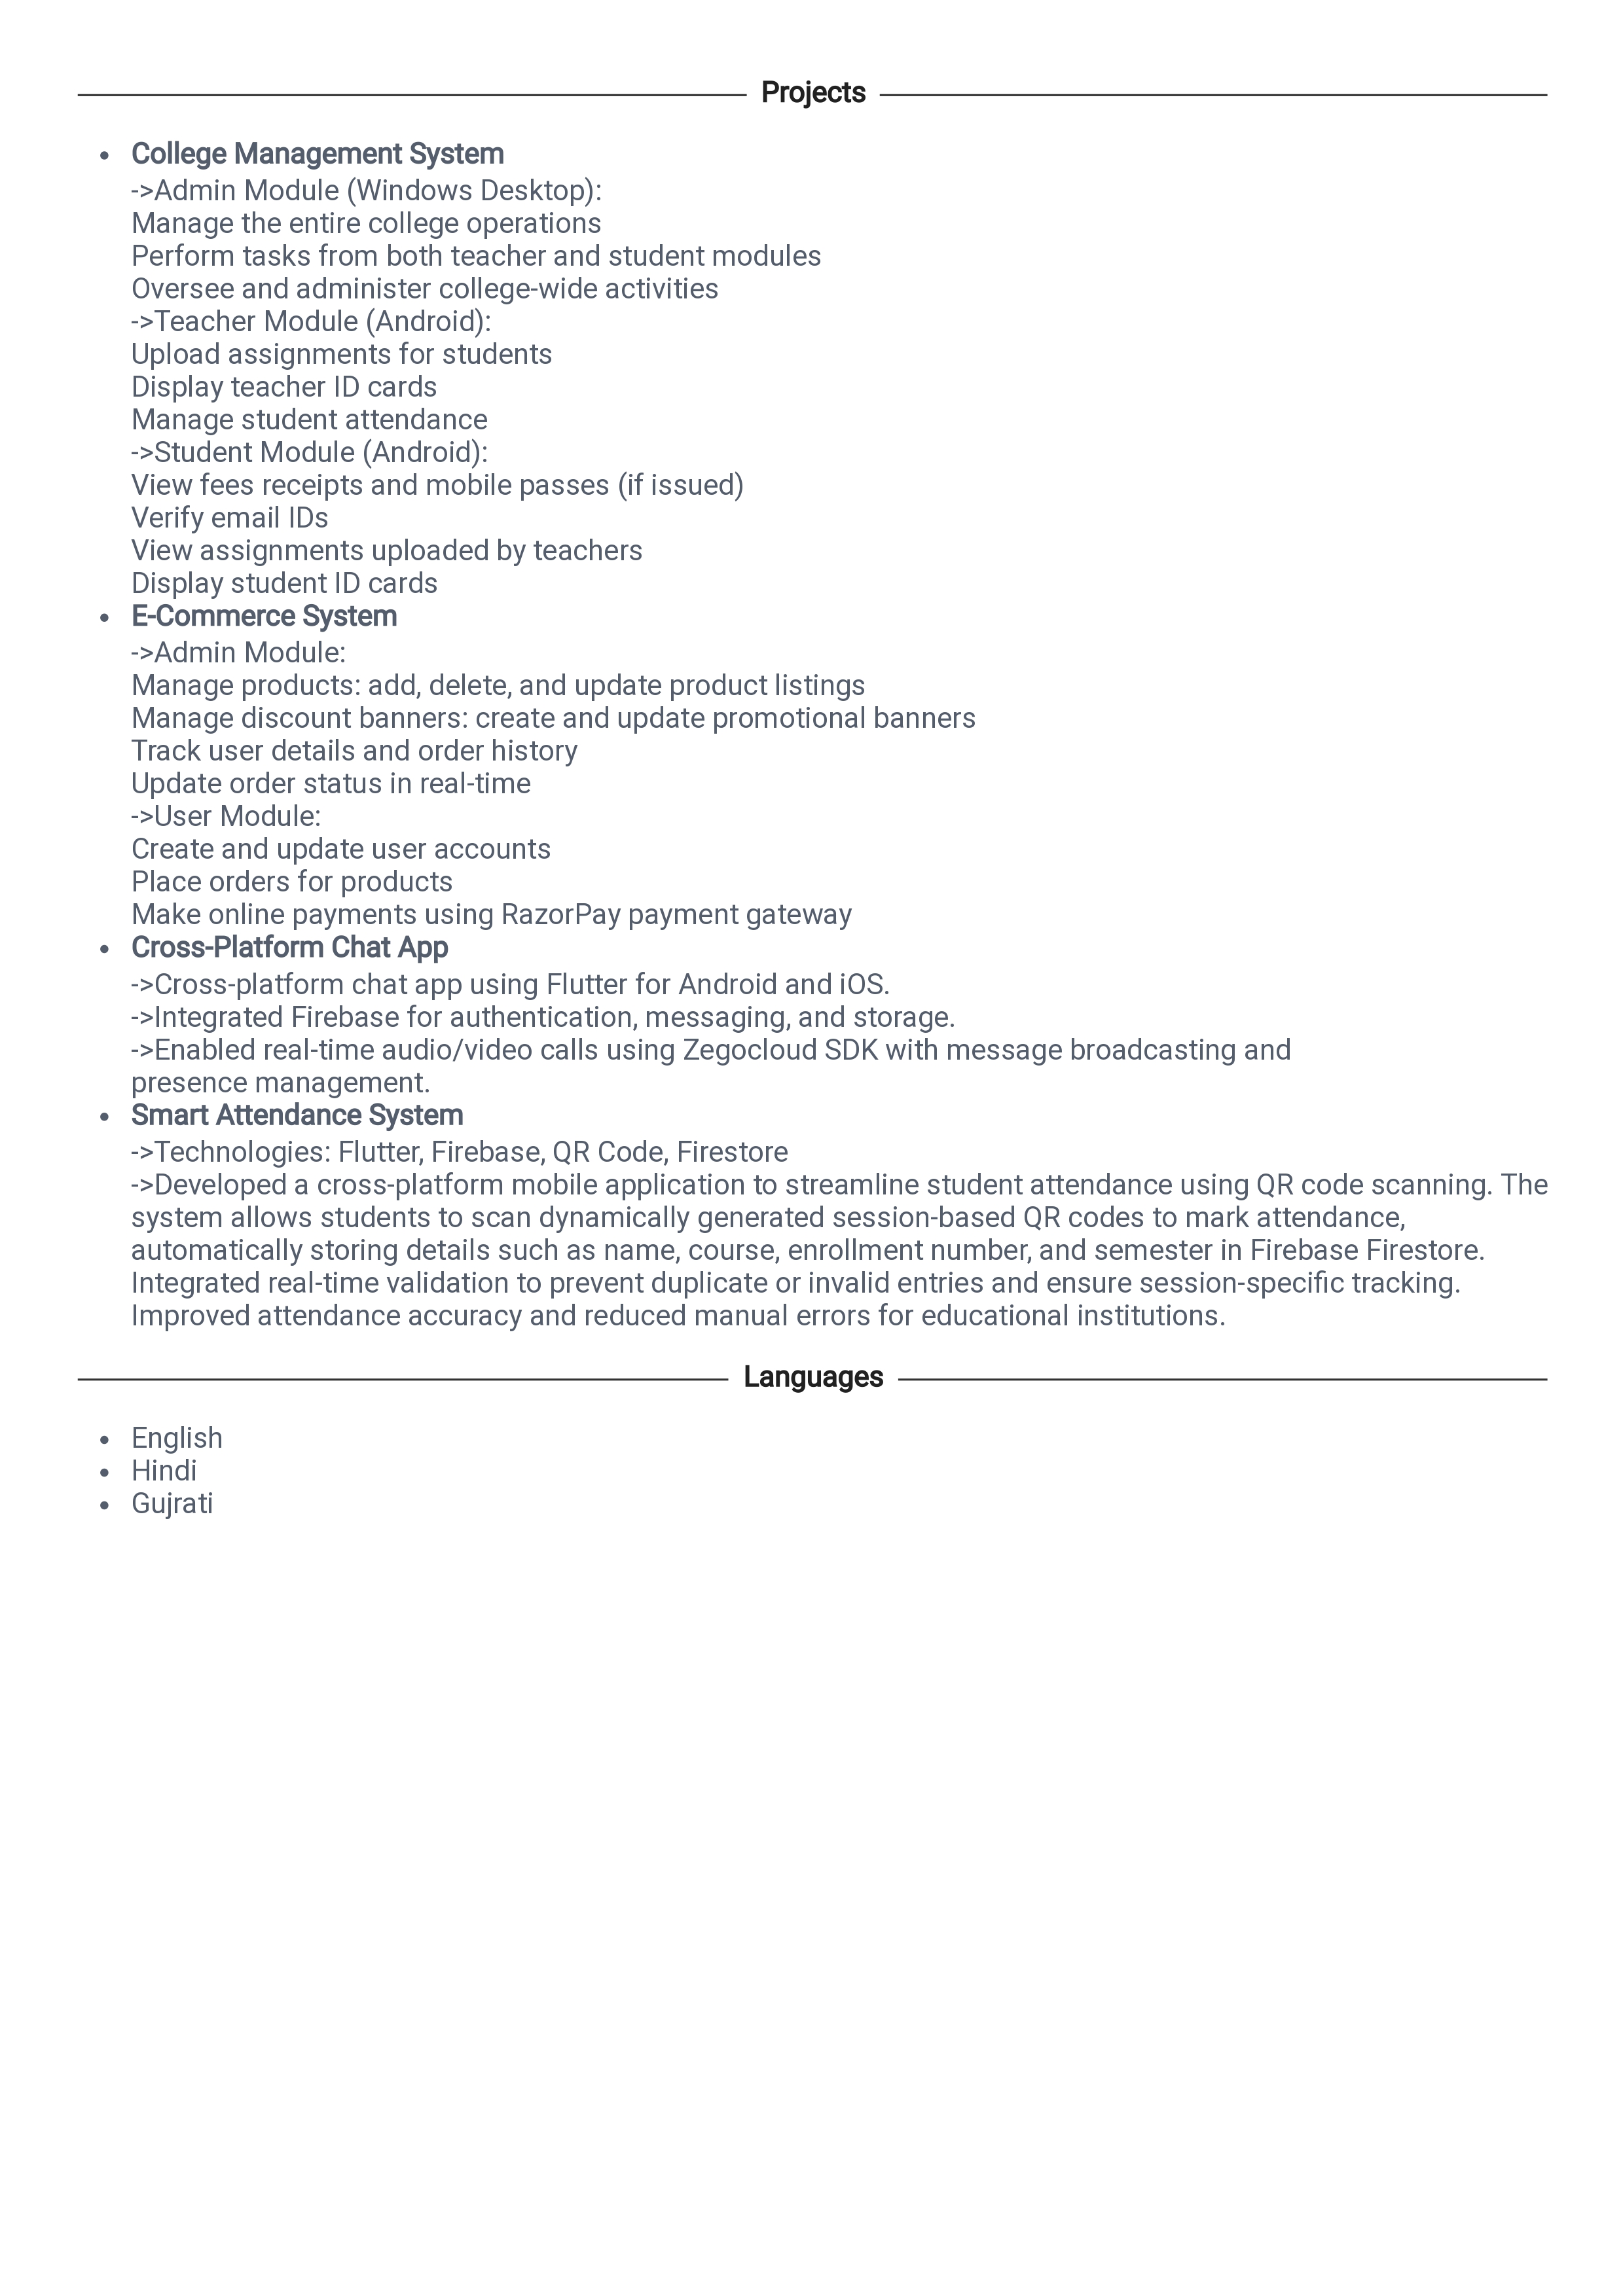 Projects
• College Management System
->Admin Module (Windows Desktop):
Manage the entire college operations
Perform tasks from both teacher and student modules
Oversee and administer college-wide activities
->Teacher Module (Android):
Upload assignments for students
Display teacher ID cards
Manage student attendance
->Student Module (Android):
View fees receipts and mobile passes (if issued)
Verify email IDs
View assignments uploaded by teachers
Display student ID cards
• E-Commerce System
->Admin Module:
Manage products: add, delete, and update product listings
Manage discount banners: create and update promotional banners
Track user details and order history
Update order status in real-time
->User Module:
Create and update user accounts
Place orders for products
Make online payments using RazorPay payment gateway
• Cross-Platform Chat App
->Cross-platform chat app using Flutter for Android and iOS.
->Integrated Firebase for authentication, messaging, and storage.
->Enabled real-time audio/video calls using Zegocloud SDK with message broadcasting and
presence management.
• Smart Attendance System
->Technologies: Flutter, Firebase, QR Code, Firestore
->Developed a cross-platform mobile application to streamline student attendance using QR code scanning. The
system allows students to scan dynamically generated session-based QR codes to mark attendance,
automatically storing details such as name, course, enrollment number, and semester in Firebase Firestore.
Integrated real-time validation to prevent duplicate or invalid entries and ensure session-specific tracking.
Improved attendance accuracy and reduced manual errors for educational institutions.
Languages
• English
• Hindi
• Gujrati